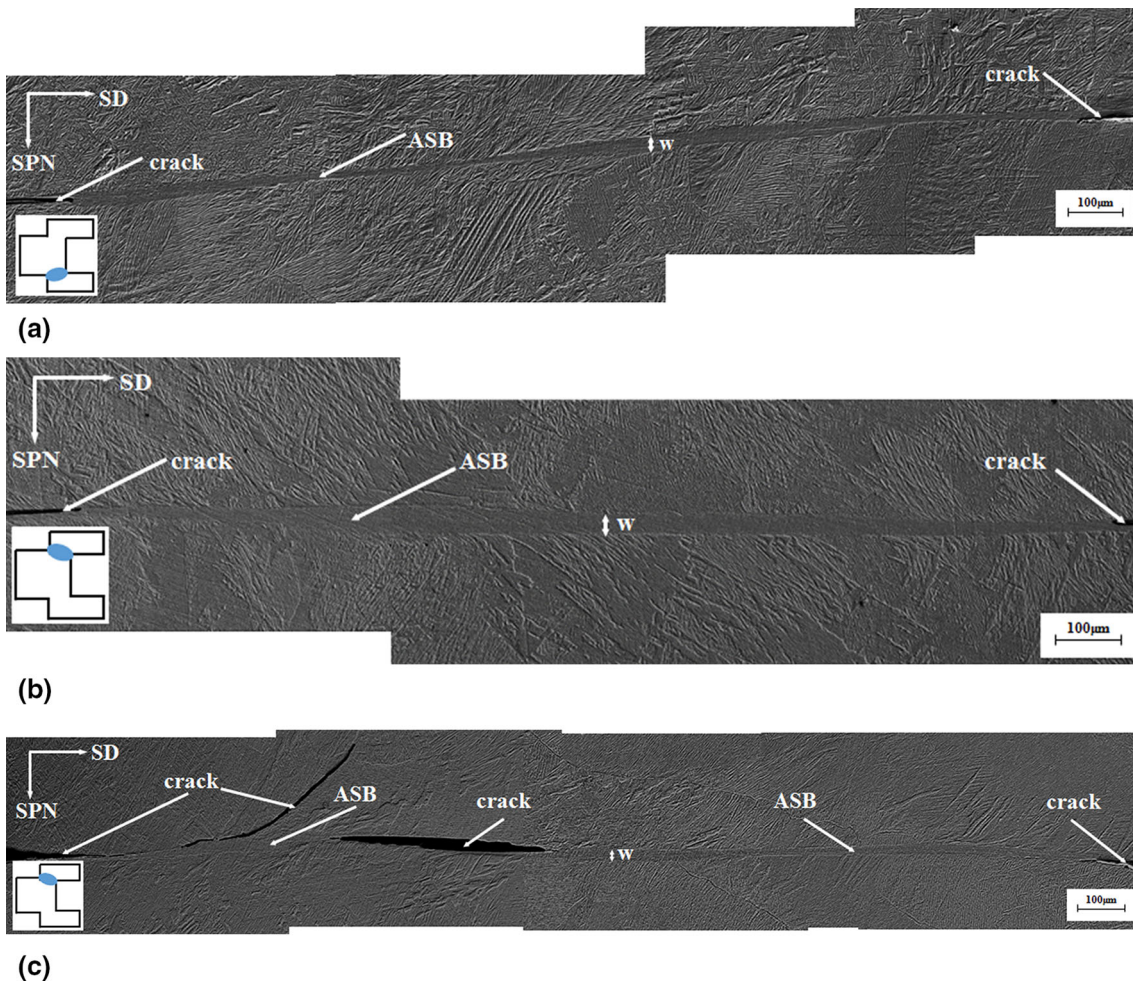 crack
SD
ASB
SPN
crack
w
100μm
(a)
SD
SPN
crack
ASB
crack
w
100μm
(b)
SD
SPN
crack
ASB
crack
ASB
crack
w
100μm
(c)